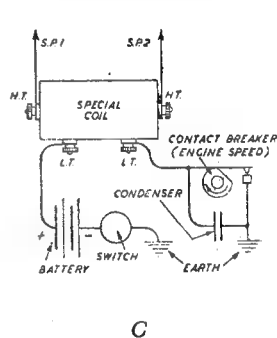 S.P.1 S.P.2
H.T. H.T.
SPECIAL
COIL
L.T. L.T.
CONTACT BREAKER
(ENGINE SPEED)
CONDENSER
+ -
SWITCH
BATTERY
EARTH
C